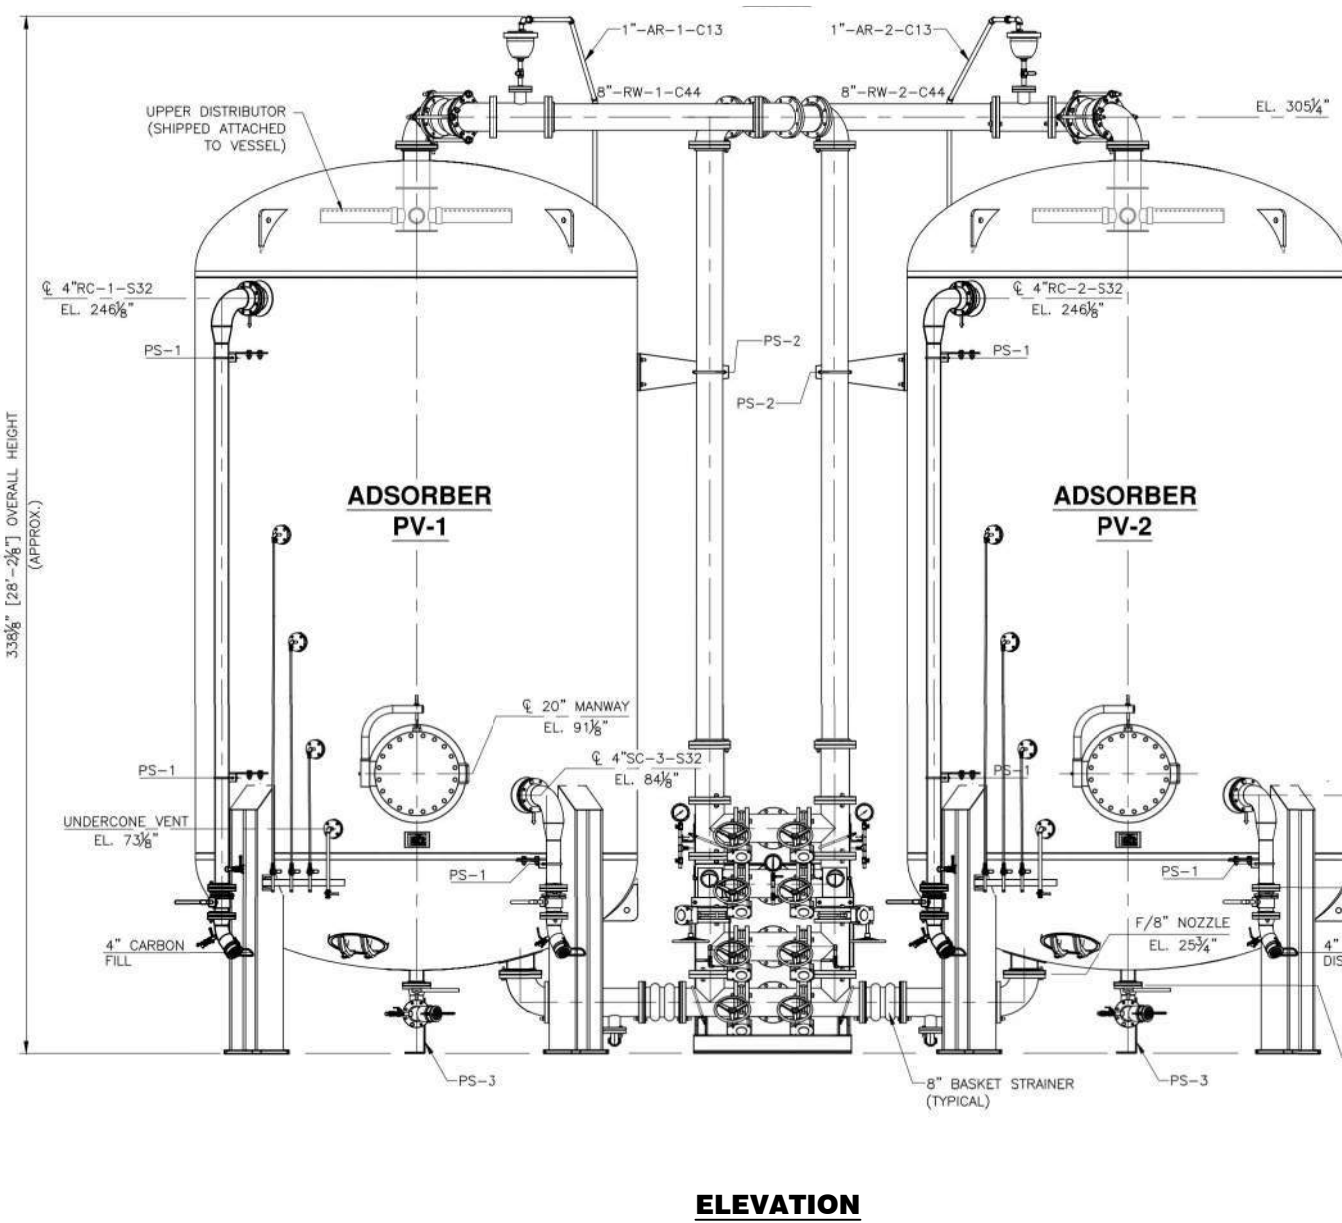 1"-AR-1-C13
1"-AR-2-C13
8"-RW-1-C44
8"-RW-2-C44
EL. 305¼"
UPPER DISTRIBUTOR
(SHIPPED ATTACHED
TO VESSEL)
℄ 4"RC-1-S32
EL. 246⅛"
℄ 4"RC-2-S32
EL. 246⅛"
PS-1
PS-2
PS-1
PS-2
338⅛" [28'-2⅛"] OVERALL HEIGHT
(APPROX.)
ADSORBER
PV-1
ADSORBER
PV-2
℄ 20" MANWAY
EL. 91⅛"
℄ 4"SC-3-S32
EL. 84⅛"
PS-1
PS-1
UNDERCONE VENT
EL. 73⅛"
PS-1
PS-1
4" CARBON
FILL
F/8" NOZZLE
EL. 25¾"
4"
DIS
PS-3
8" BASKET STRAINER
(TYPICAL)
PS-3
ELEVATION